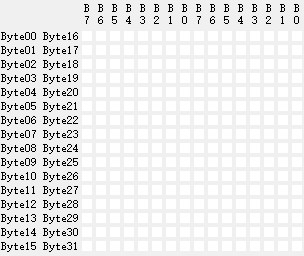 B B B B B B B B B B B B B B B B
7 6 5 4 3 2 1 0 7 6 5 4 3 2 1 0
Byte00 Byte16
Byte01 Byte17
Byte02 Byte18
Byte03 Byte19
Byte04 Byte20
Byte05 Byte21
Byte06 Byte22
Byte07 Byte23
Byte08 Byte24
Byte09 Byte25
Byte10 Byte26
Byte11 Byte27
Byte12 Byte28
Byte13 Byte29
Byte14 Byte30
Byte15 Byte31